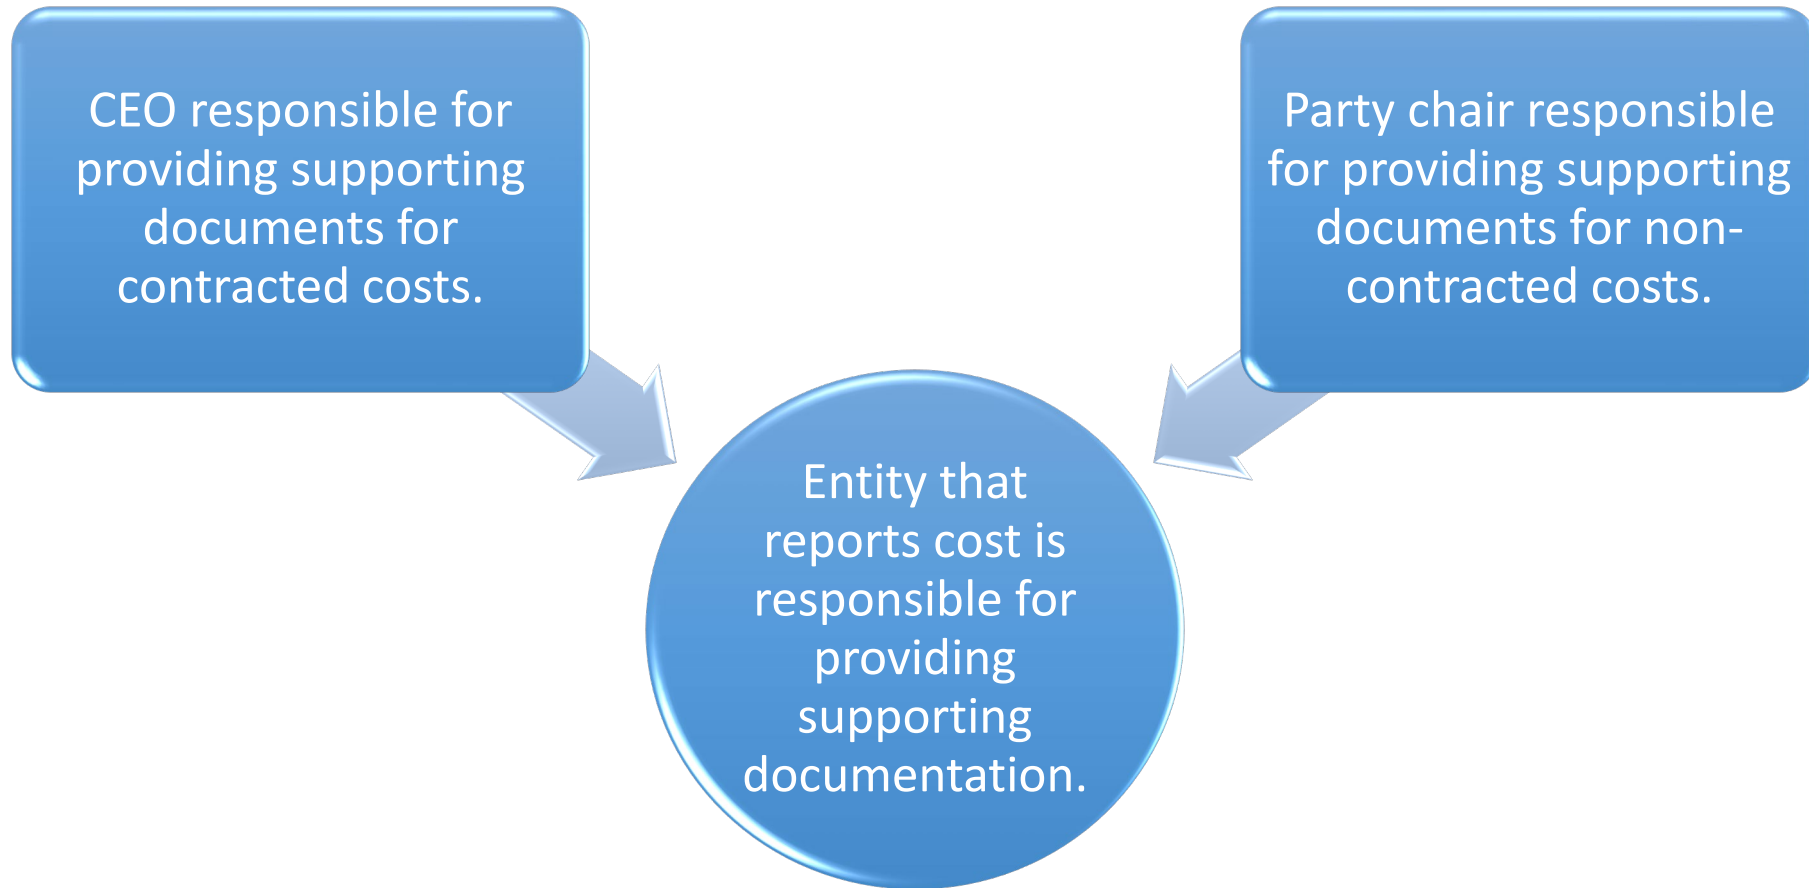 CEO responsible for
providing supporting
documents for
contracted costs.
Party chair responsible
for providing supporting
documents for non-
contracted costs.
Entity that
reports cost is
responsible for
providing
supporting
documentation.